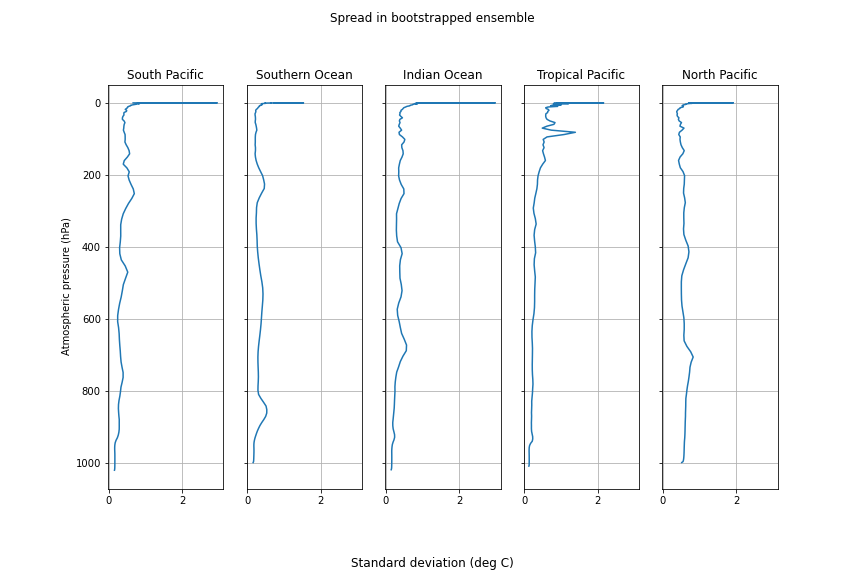 Spread in bootstrapped ensemble
South Pacific Southern Ocean Indian Ocean Tropical Pacific North Pacific
0
200
400
600
800
1000
Atmospheric pressure (hPa)
0 2 0 2 0 2 0 2 0 2
Standard deviation (deg C)